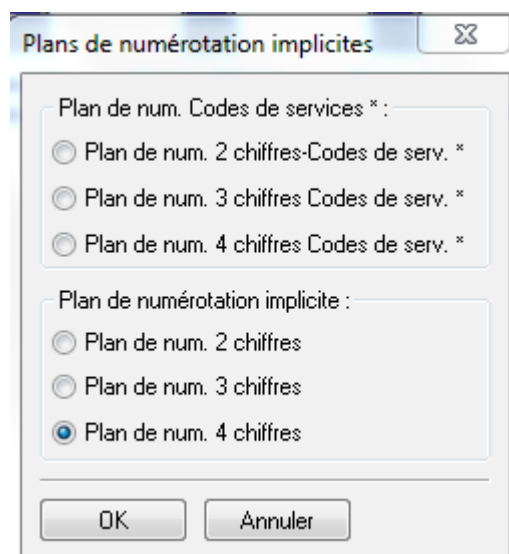 Plans de numérotation implicites
Plan de num. Codes de services * :
Plan de num. 2 chiffres-Codes de serv. *
Plan de num. 3 chiffres Codes de serv. *
Plan de num. 4 chiffres Codes de serv. *
Plan de numérotation implicite :
Plan de num. 2 chiffres
Plan de num. 3 chiffres
Plan de num. 4 chiffres
OK
Annuler